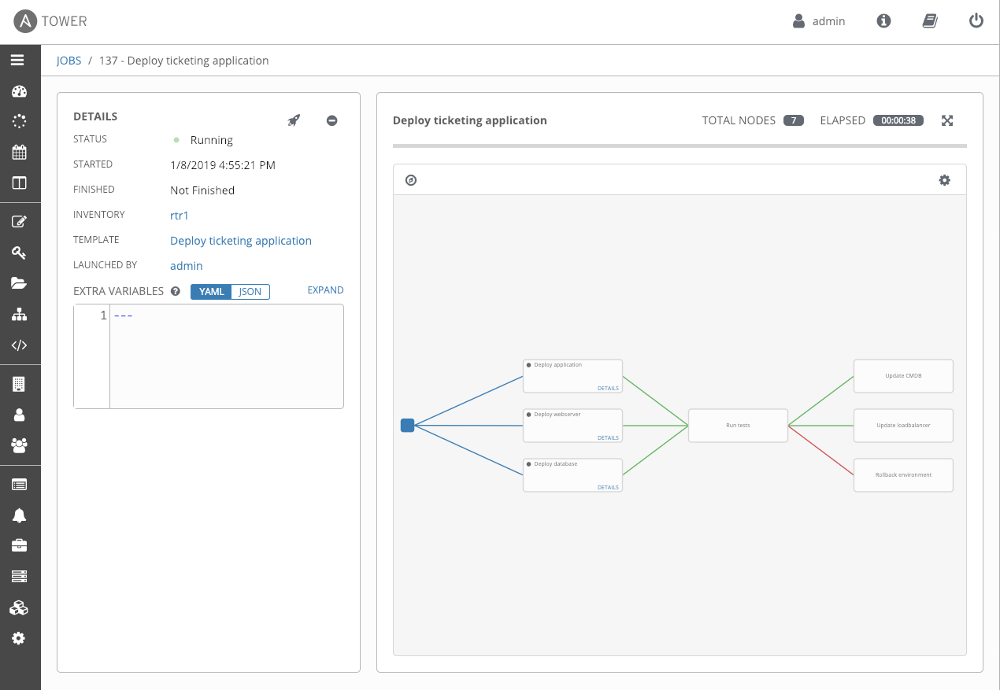 TOWER
admin
JOBS / 137 - Deploy ticketing application
DETAILS
STATUS Running
STARTED 1/8/2019 4:55:21 PM
FINISHED Not Finished
INVENTORY rtr1
TEMPLATE Deploy ticketing application
LAUNCHED BY admin
EXTRA VARIABLES YAML JSON EXPAND
1 ---
Deploy ticketing application TOTAL NODES 7 ELAPSED 00:00:38
Deploy application
DETAILS
Deploy webserver
DETAILS
Deploy database
DETAILS
Run tests
Update CMDB
Update loadbalancer
Rollback environment